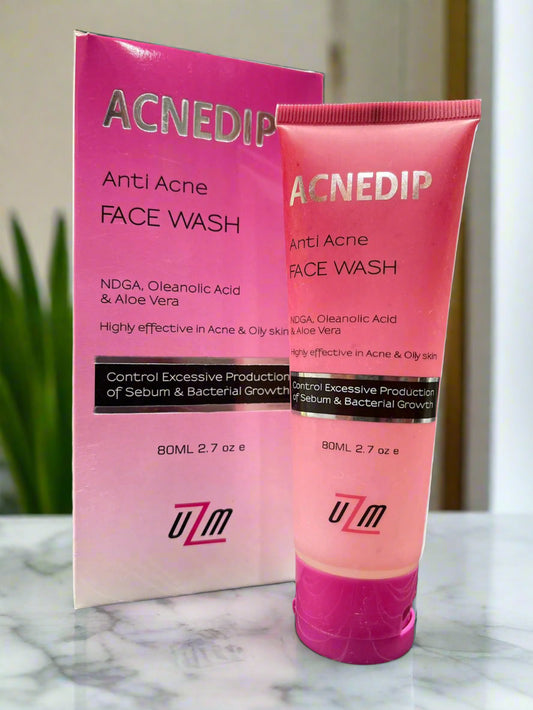 ACNEDIP
Anti Acne
FACE WASH
NDGA, Oleanolic Acid
& Aloe Vera
Highly effective in Acne & Oily skin
Control Excessive Production
of Sebum & Bacterial Growth
80ML 2.7 oz e
UZM
ACNEDIP
Anti Acne
FACE WASH
NDGA, Oleanolic Acid
& Aloe Vera
Highly effective in Acne & Oily skin
Control Excessive Production
of Sebum & Bacterial Growth
80ML 2.7 oz e
UZM